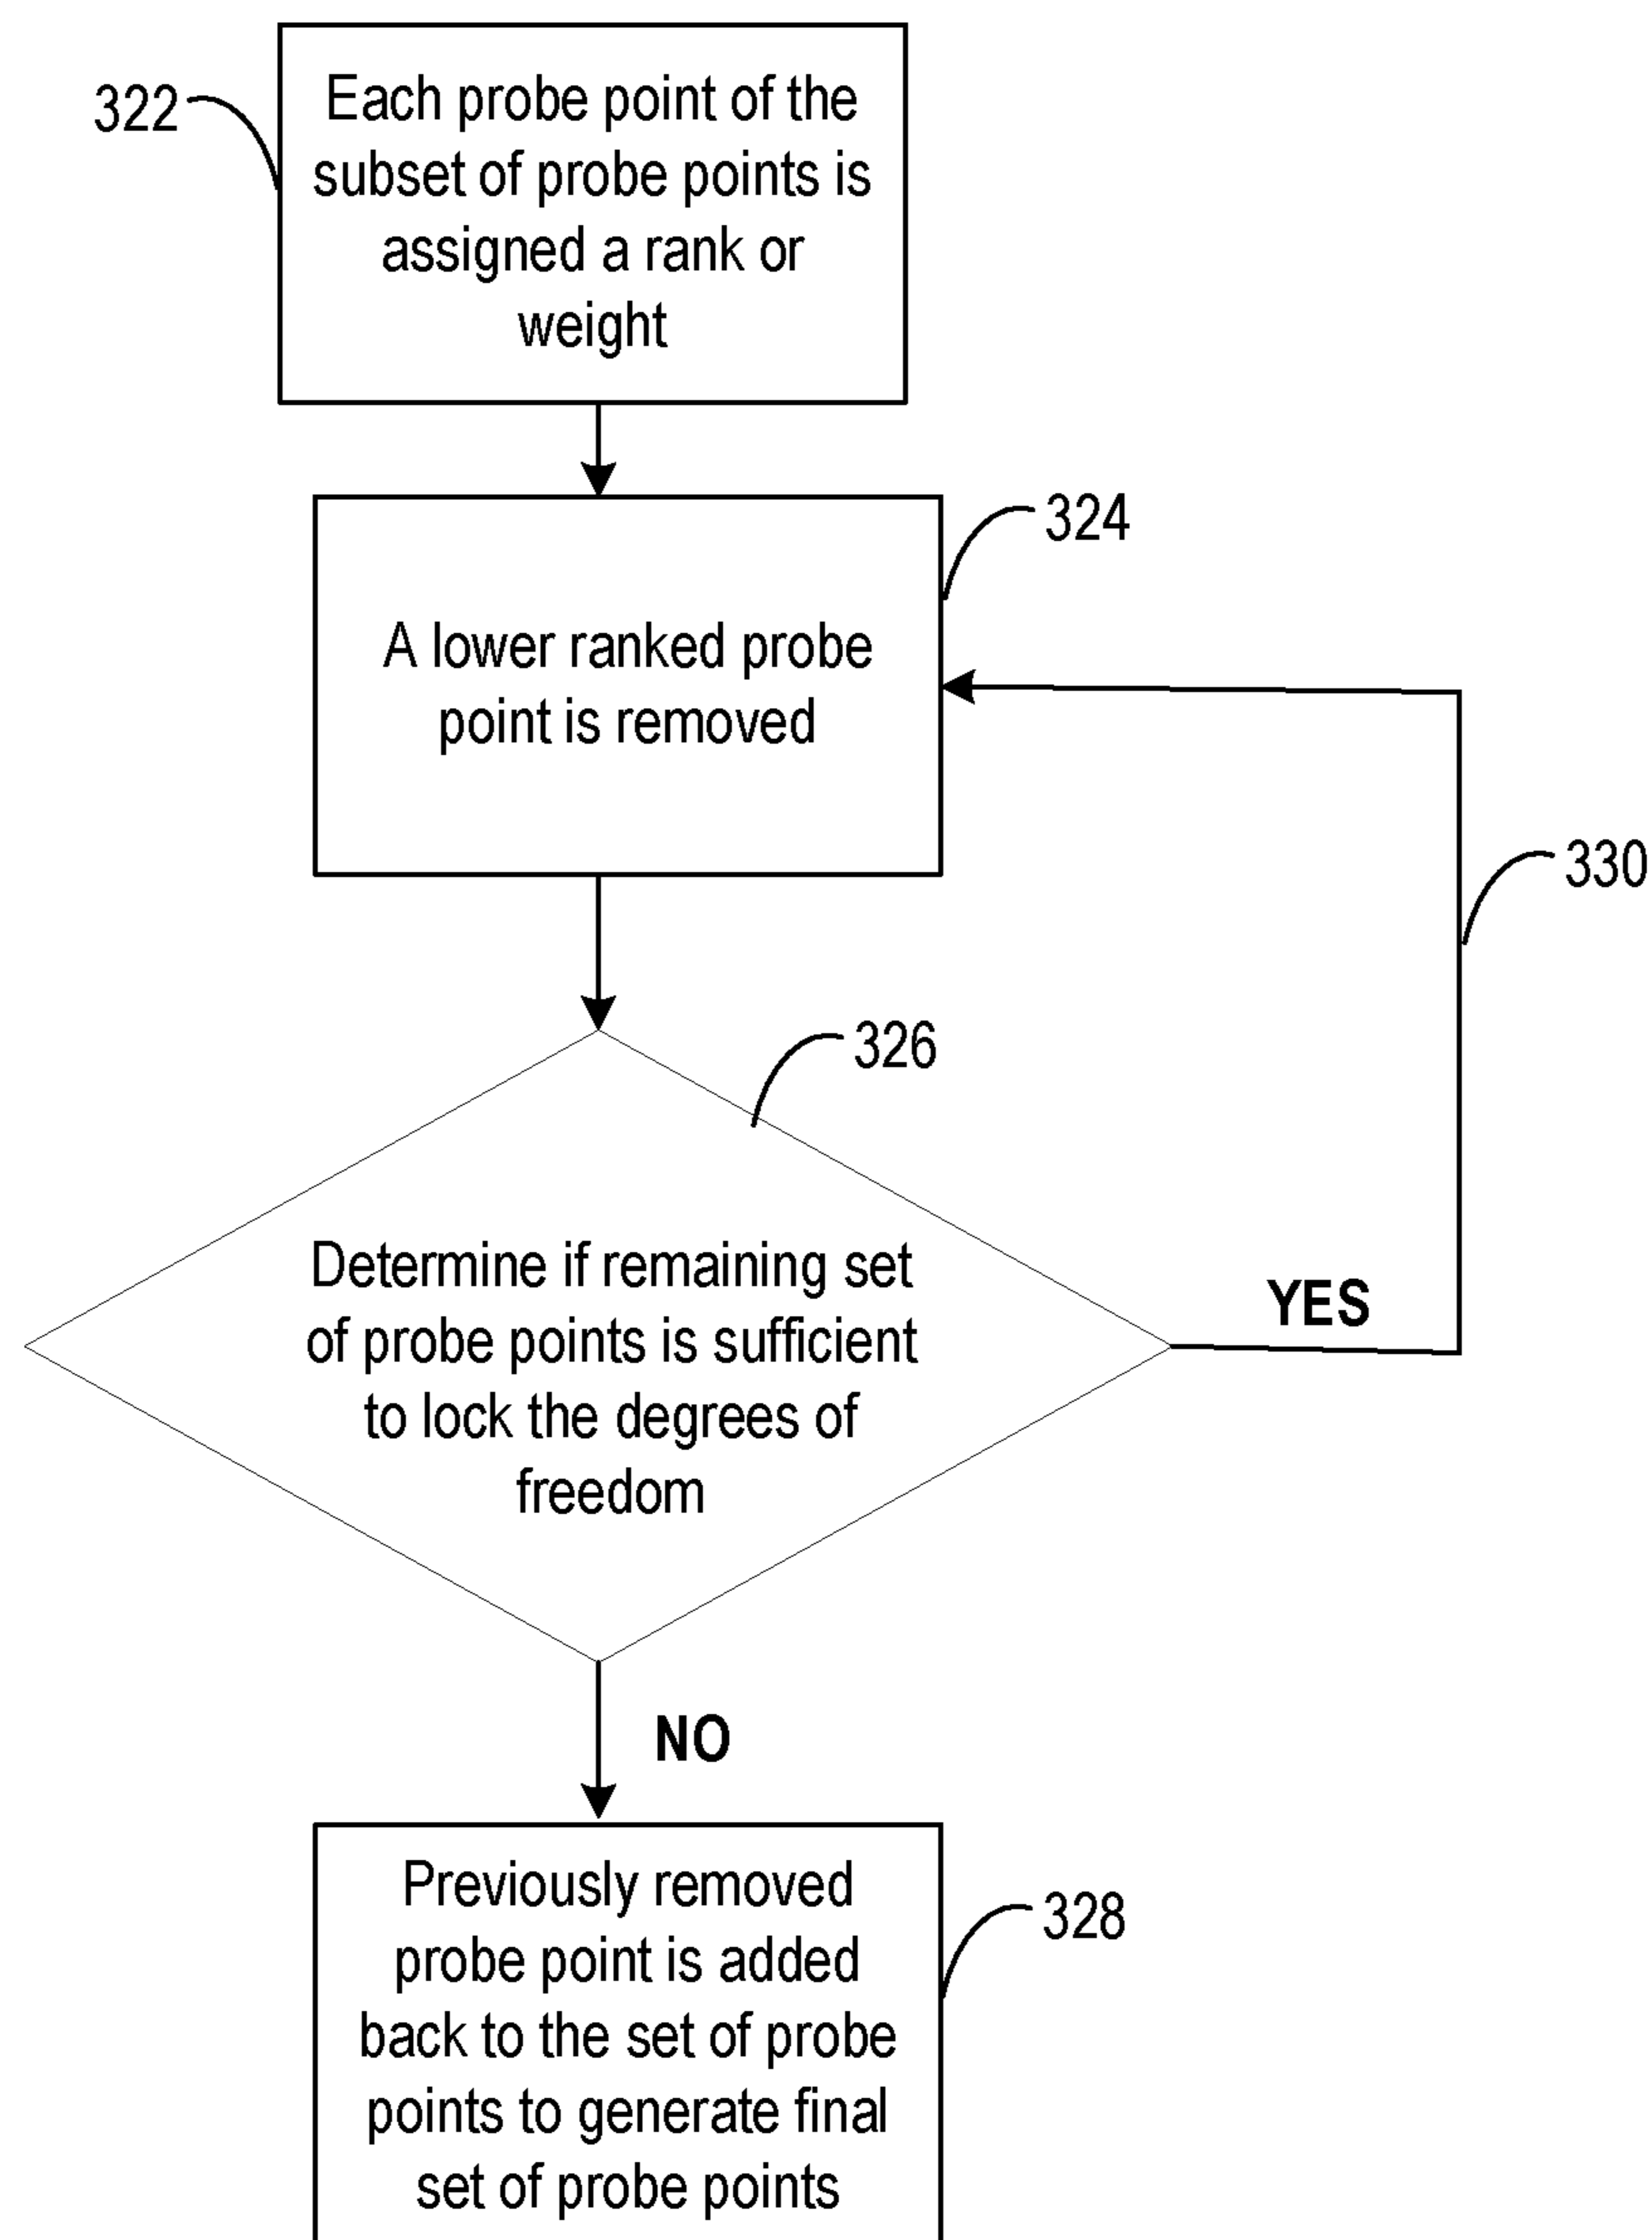 322
Each probe point of the
subset of probe points is
assigned a rank or
weight
324
A lower ranked probe
point is removed
330
326
Determine if remaining set
of probe points is sufficient
to lock the degrees of
freedom
YES
NO
Previously removed
probe point is added
back to the set of probe
points to generate final
set of probe points
328